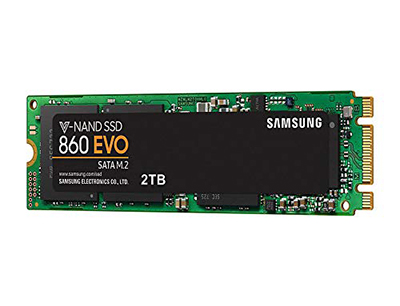 V-NAND SSD
860 EVO
SATA M.2
www.samsung.com/ssd
SAMSUNG ELECTRONICS CO., LTD.
2TB
SAMSUNG